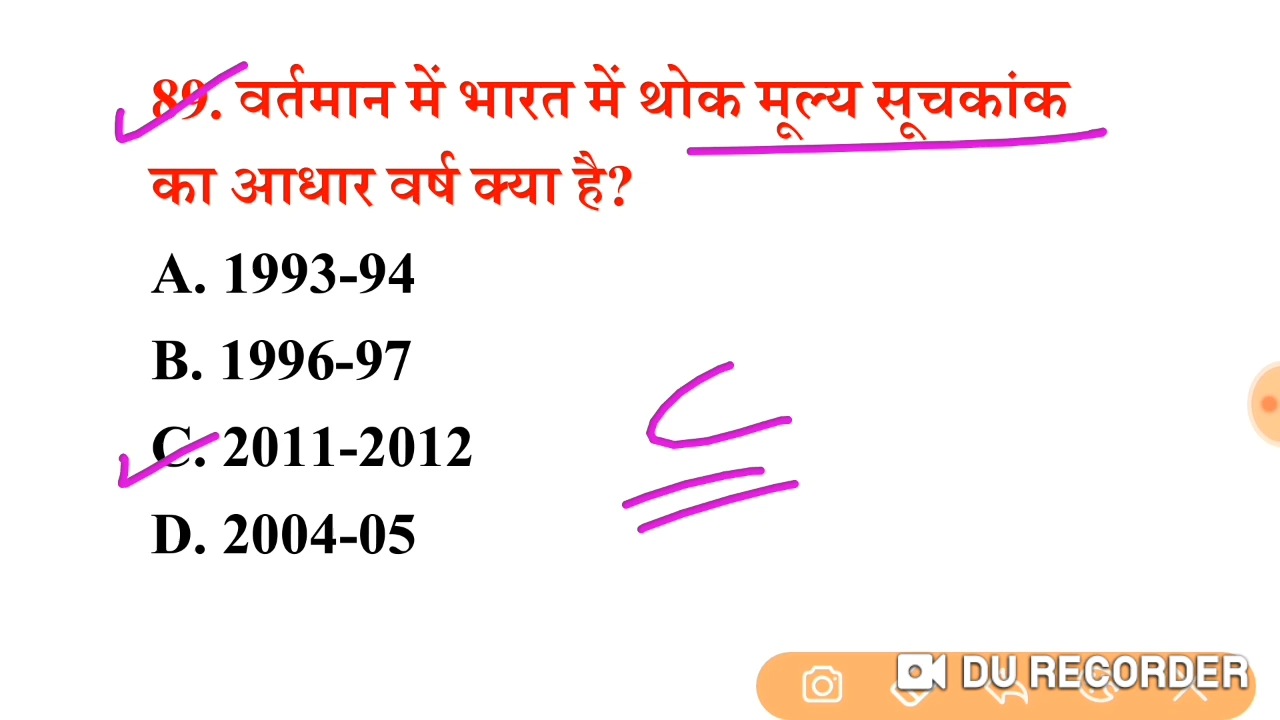 89. वर्तमान में भारत में थोक मूल्य सूचकांक
का आधार वर्ष क्या है?
A. 1993-94
B. 1996-97
C. 2011-2012
C
D. 2004-05
DU RECORDER